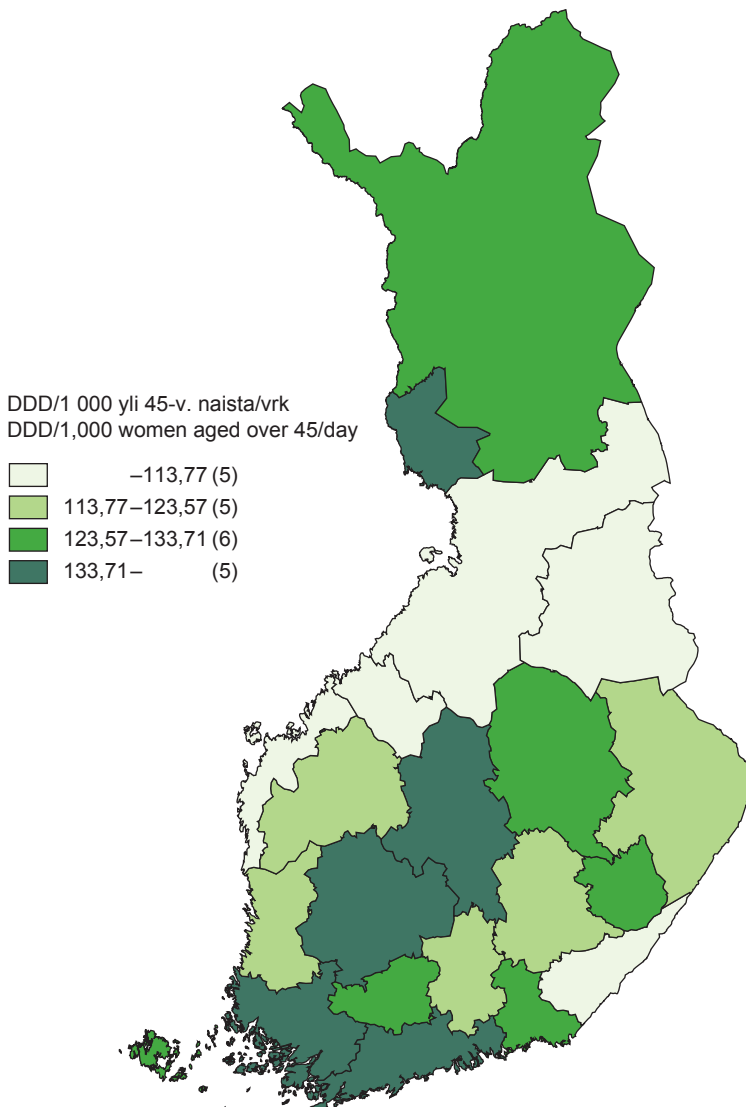 DDD/1 000 yli 45-v. naista/vrk
DDD/1,000 women aged over 45/day
–113,77 (5)
113,77–123,57 (5)
123,57–133,71 (6)
133,71– (5)